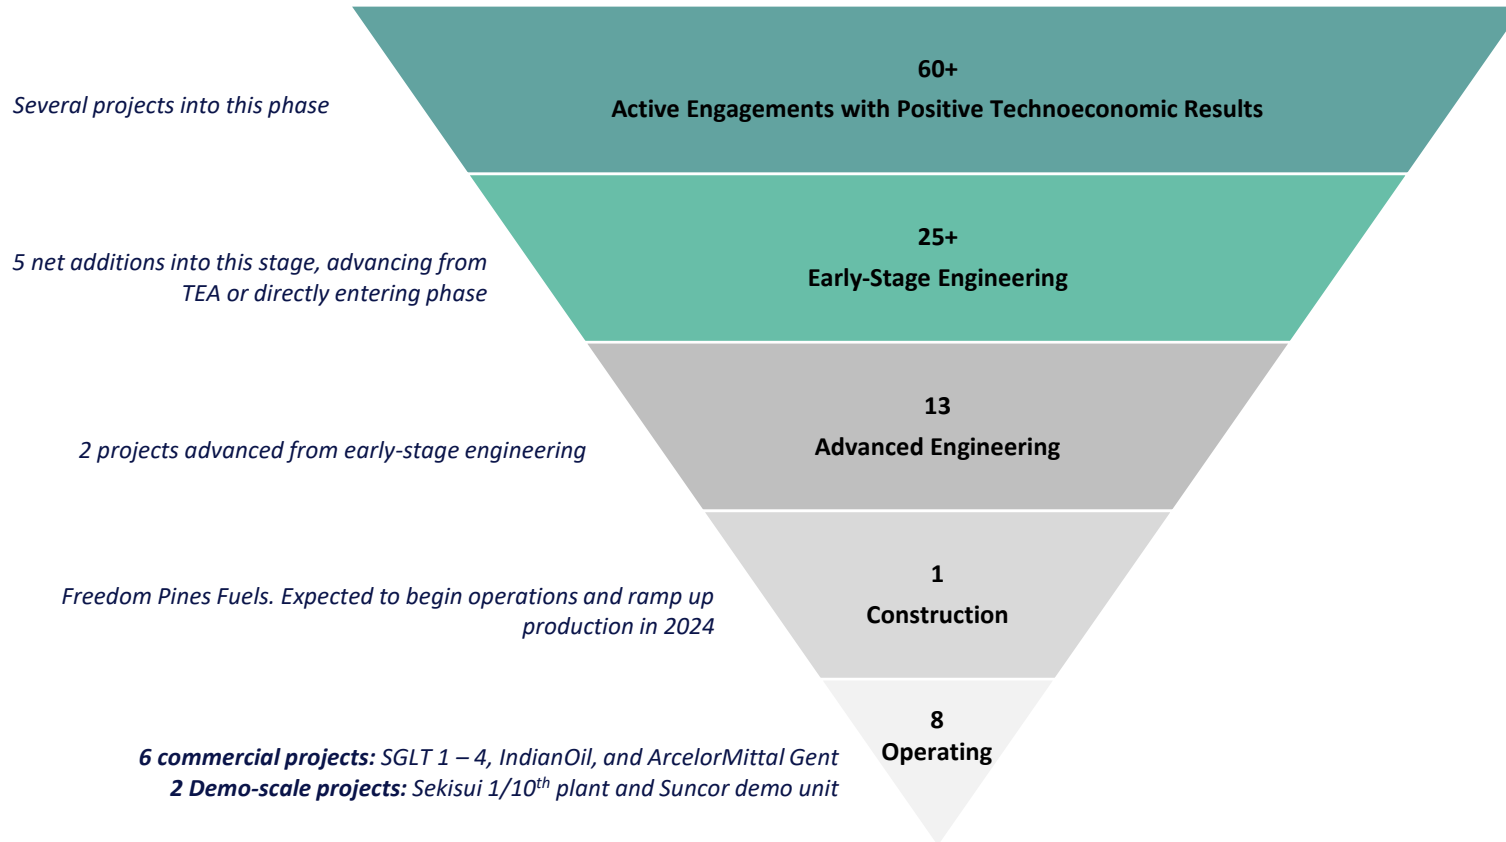 60+
Active Engagements with Positive Technoeconomic Results
Several projects into this phase
25+
Early-Stage Engineering
5 net additions into this stage, advancing from
TEA or directly entering phase
13
Advanced Engineering
2 projects advanced from early-stage engineering
1
Construction
Freedom Pines Fuels. Expected to begin operations and ramp up
production in 2024
8
Operating
6 commercial projects: SGLT 1 – 4, IndianOil, and ArcelorMittal Gent
2 Demo-scale projects: Sekisui 1/10th plant and Suncor demo unit